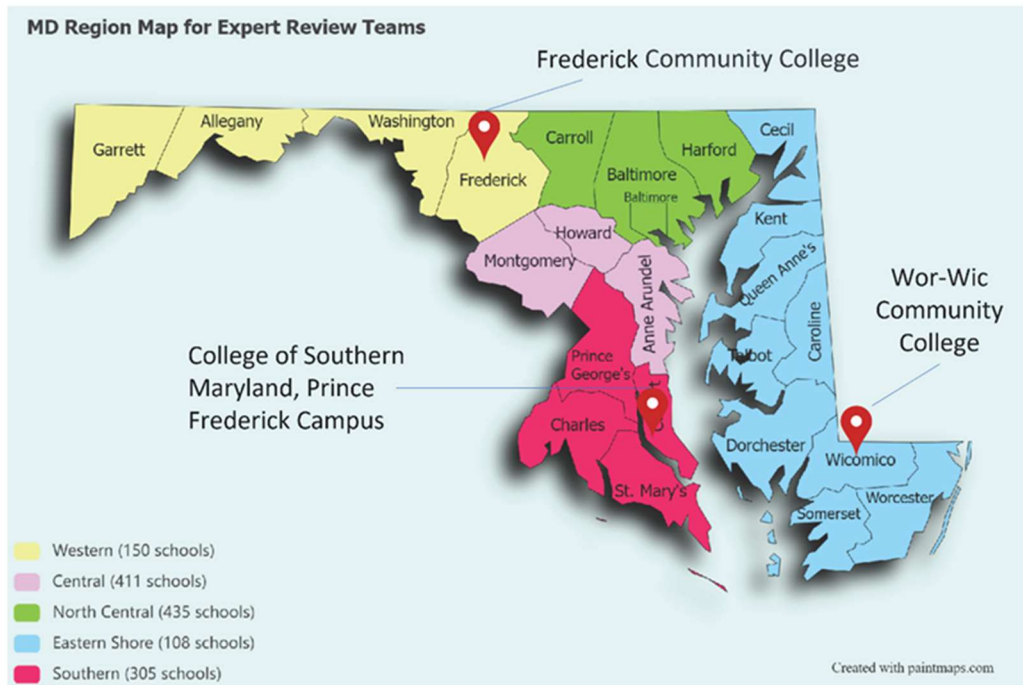 MD Region Map for Expert Review Teams
Frederick Community College
Garrett
Allegany
Washington
Frederick
Carroll
Baltimore
Baltimore
Harford
Cecil
Kent
Queen Anne's
Caroline
Talbot
Howard
Montgomery
Anne Arundel
Wor-Wic
Community
College
College of Southern
Maryland, Prince
Frederick Campus
Prince
George's
Charles
St. Mary's
Dorchester
Wicomico
Somerset
Worcester
Western (150 schools)
Central (411 schools)
North Central (435 schools)
Eastern Shore (108 schools)
Southern (305 schools)
Created with paintmaps.com